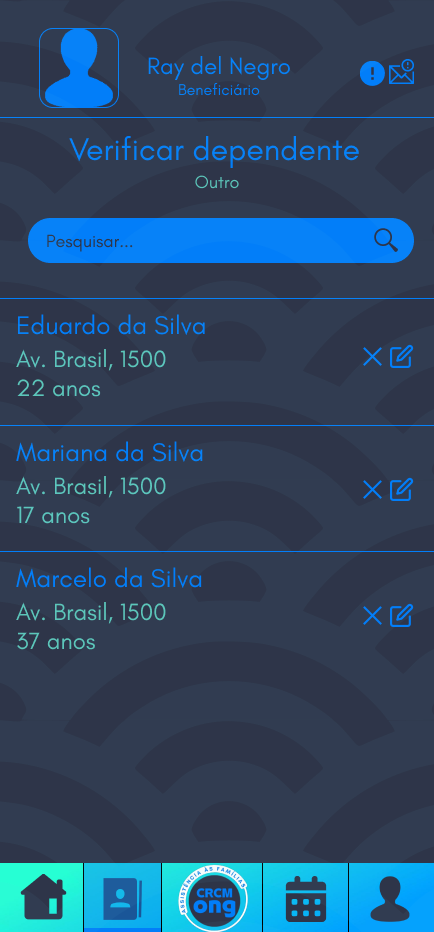 Ray del Negro
Beneficiário
Verificar dependente
Outro
Pesquisar...
Eduardo da Silva
Av. Brasil, 1500
22 anos
Mariana da Silva
Av. Brasil, 1500
17 anos
Marcelo da Silva
Av. Brasil, 1500
37 anos
ASSISTÊNCIA ÀS FAMÍLIAS
CRCM
ong